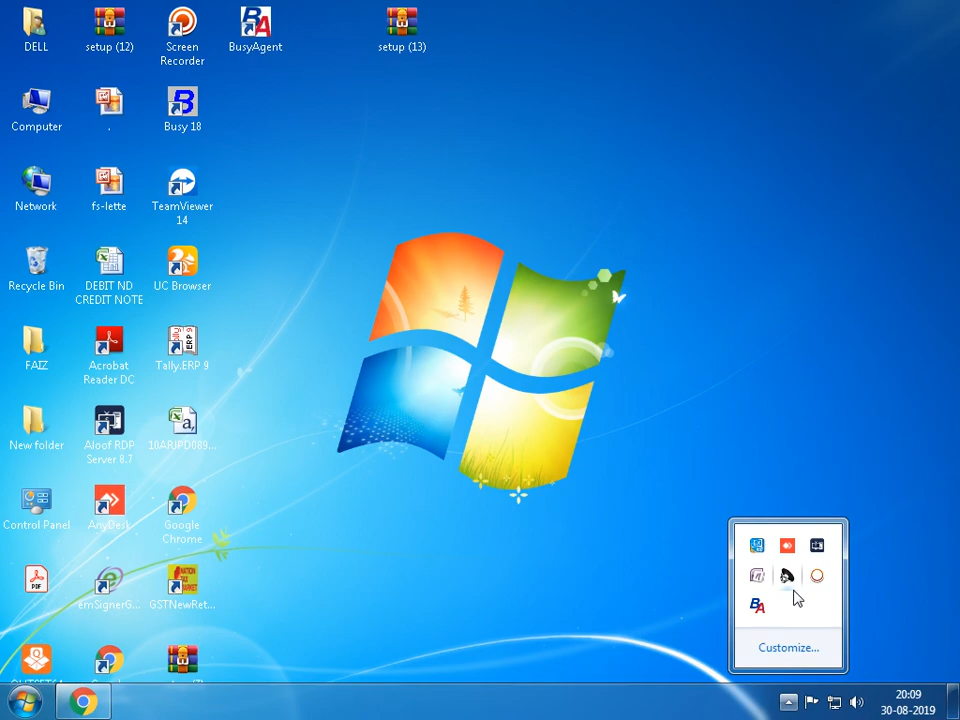 DELL
setup (12)
Screen
Recorder
BusyAgent
setup (13)
Computer
.
Busy 18
Network
fs-lette
TeamViewer
14
Recycle Bin
DEBIT ND
CREDIT NOTE
UC Browser
FAIZ
Acrobat
Reader DC
Tally.ERP 9
New folder
Aloof RDP
Server 8.7
10ARJPD089...
Control Panel
AnyDesk
Google
Chrome
emSignerG...
GSTNewRet...
Customize...
20:09
30-08-2019